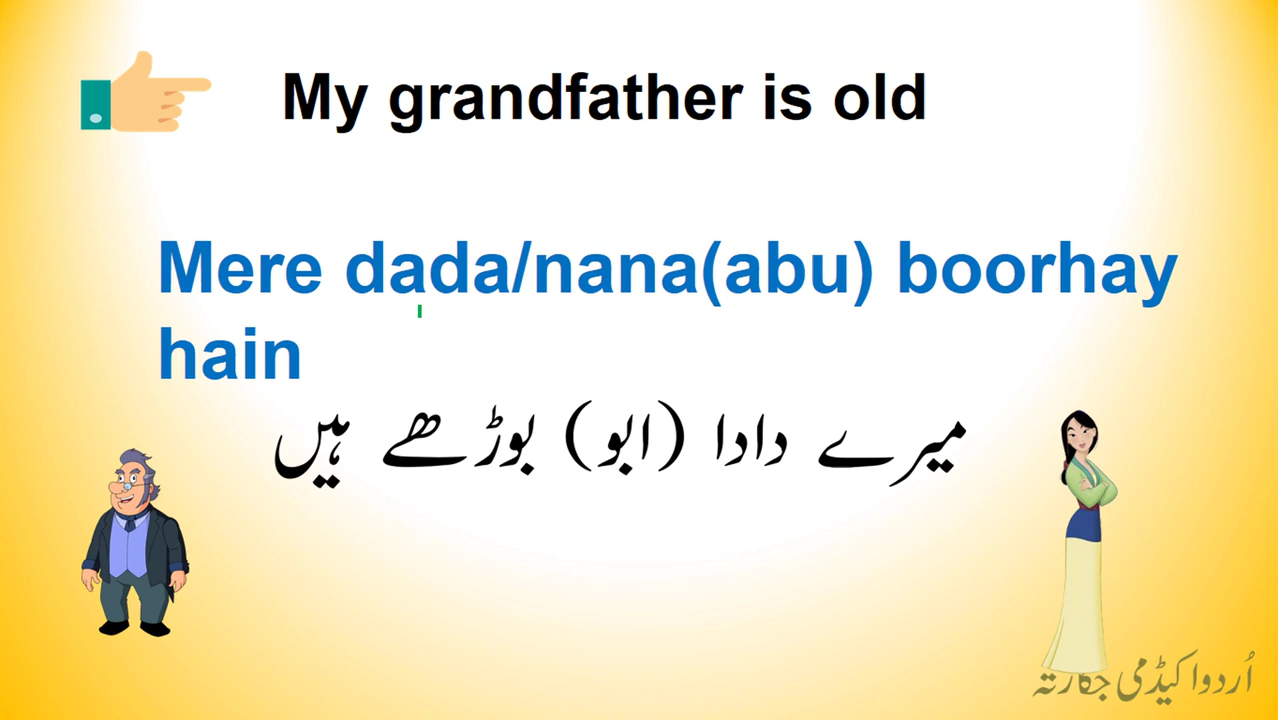 My grandfather is old
Mere dada/nana(abu) boorhay
hain
میرے دادا (ابو) بوڑھے ہیں
اُردو اکیڈمی جکارتہ